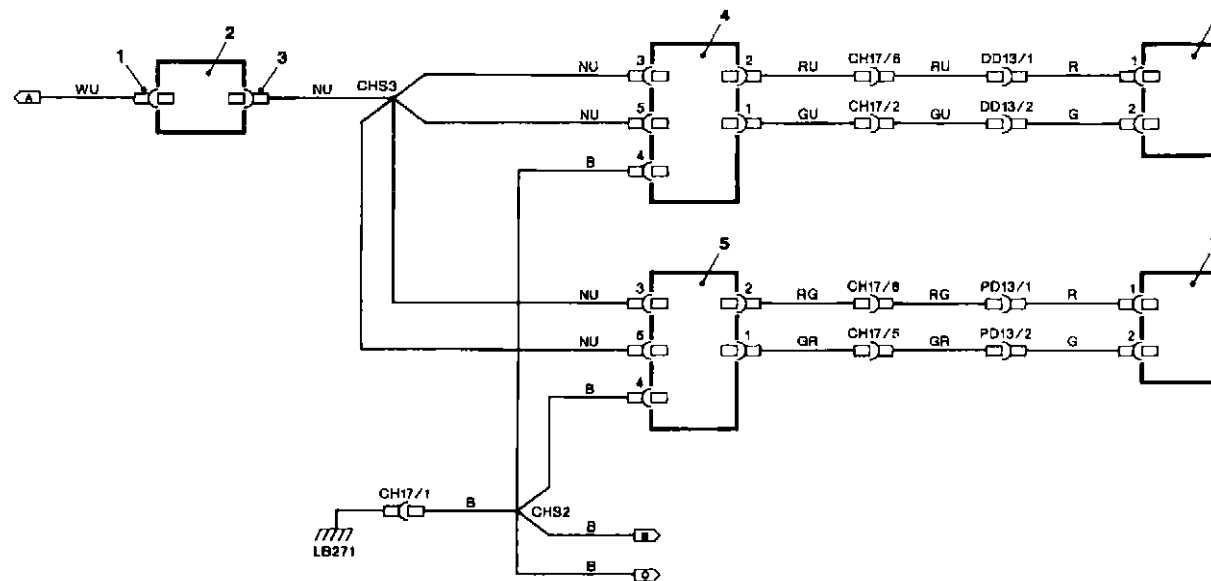 4
2
3
2
RU
CH17/6
RU
DD13/1
R
1
1
3
NU
A
WU
NU
CHS3
5
NU
1
GU
CH17/2
GU
DD13/2
G
2
4
B
5
3
NU
2
RG
CH17/8
RG
PD13/1
R
1
NU
1
GR
CH17/5
GR
PD13/2
G
2
4
B
CH17/1
B
CHS2
LB271
B
B